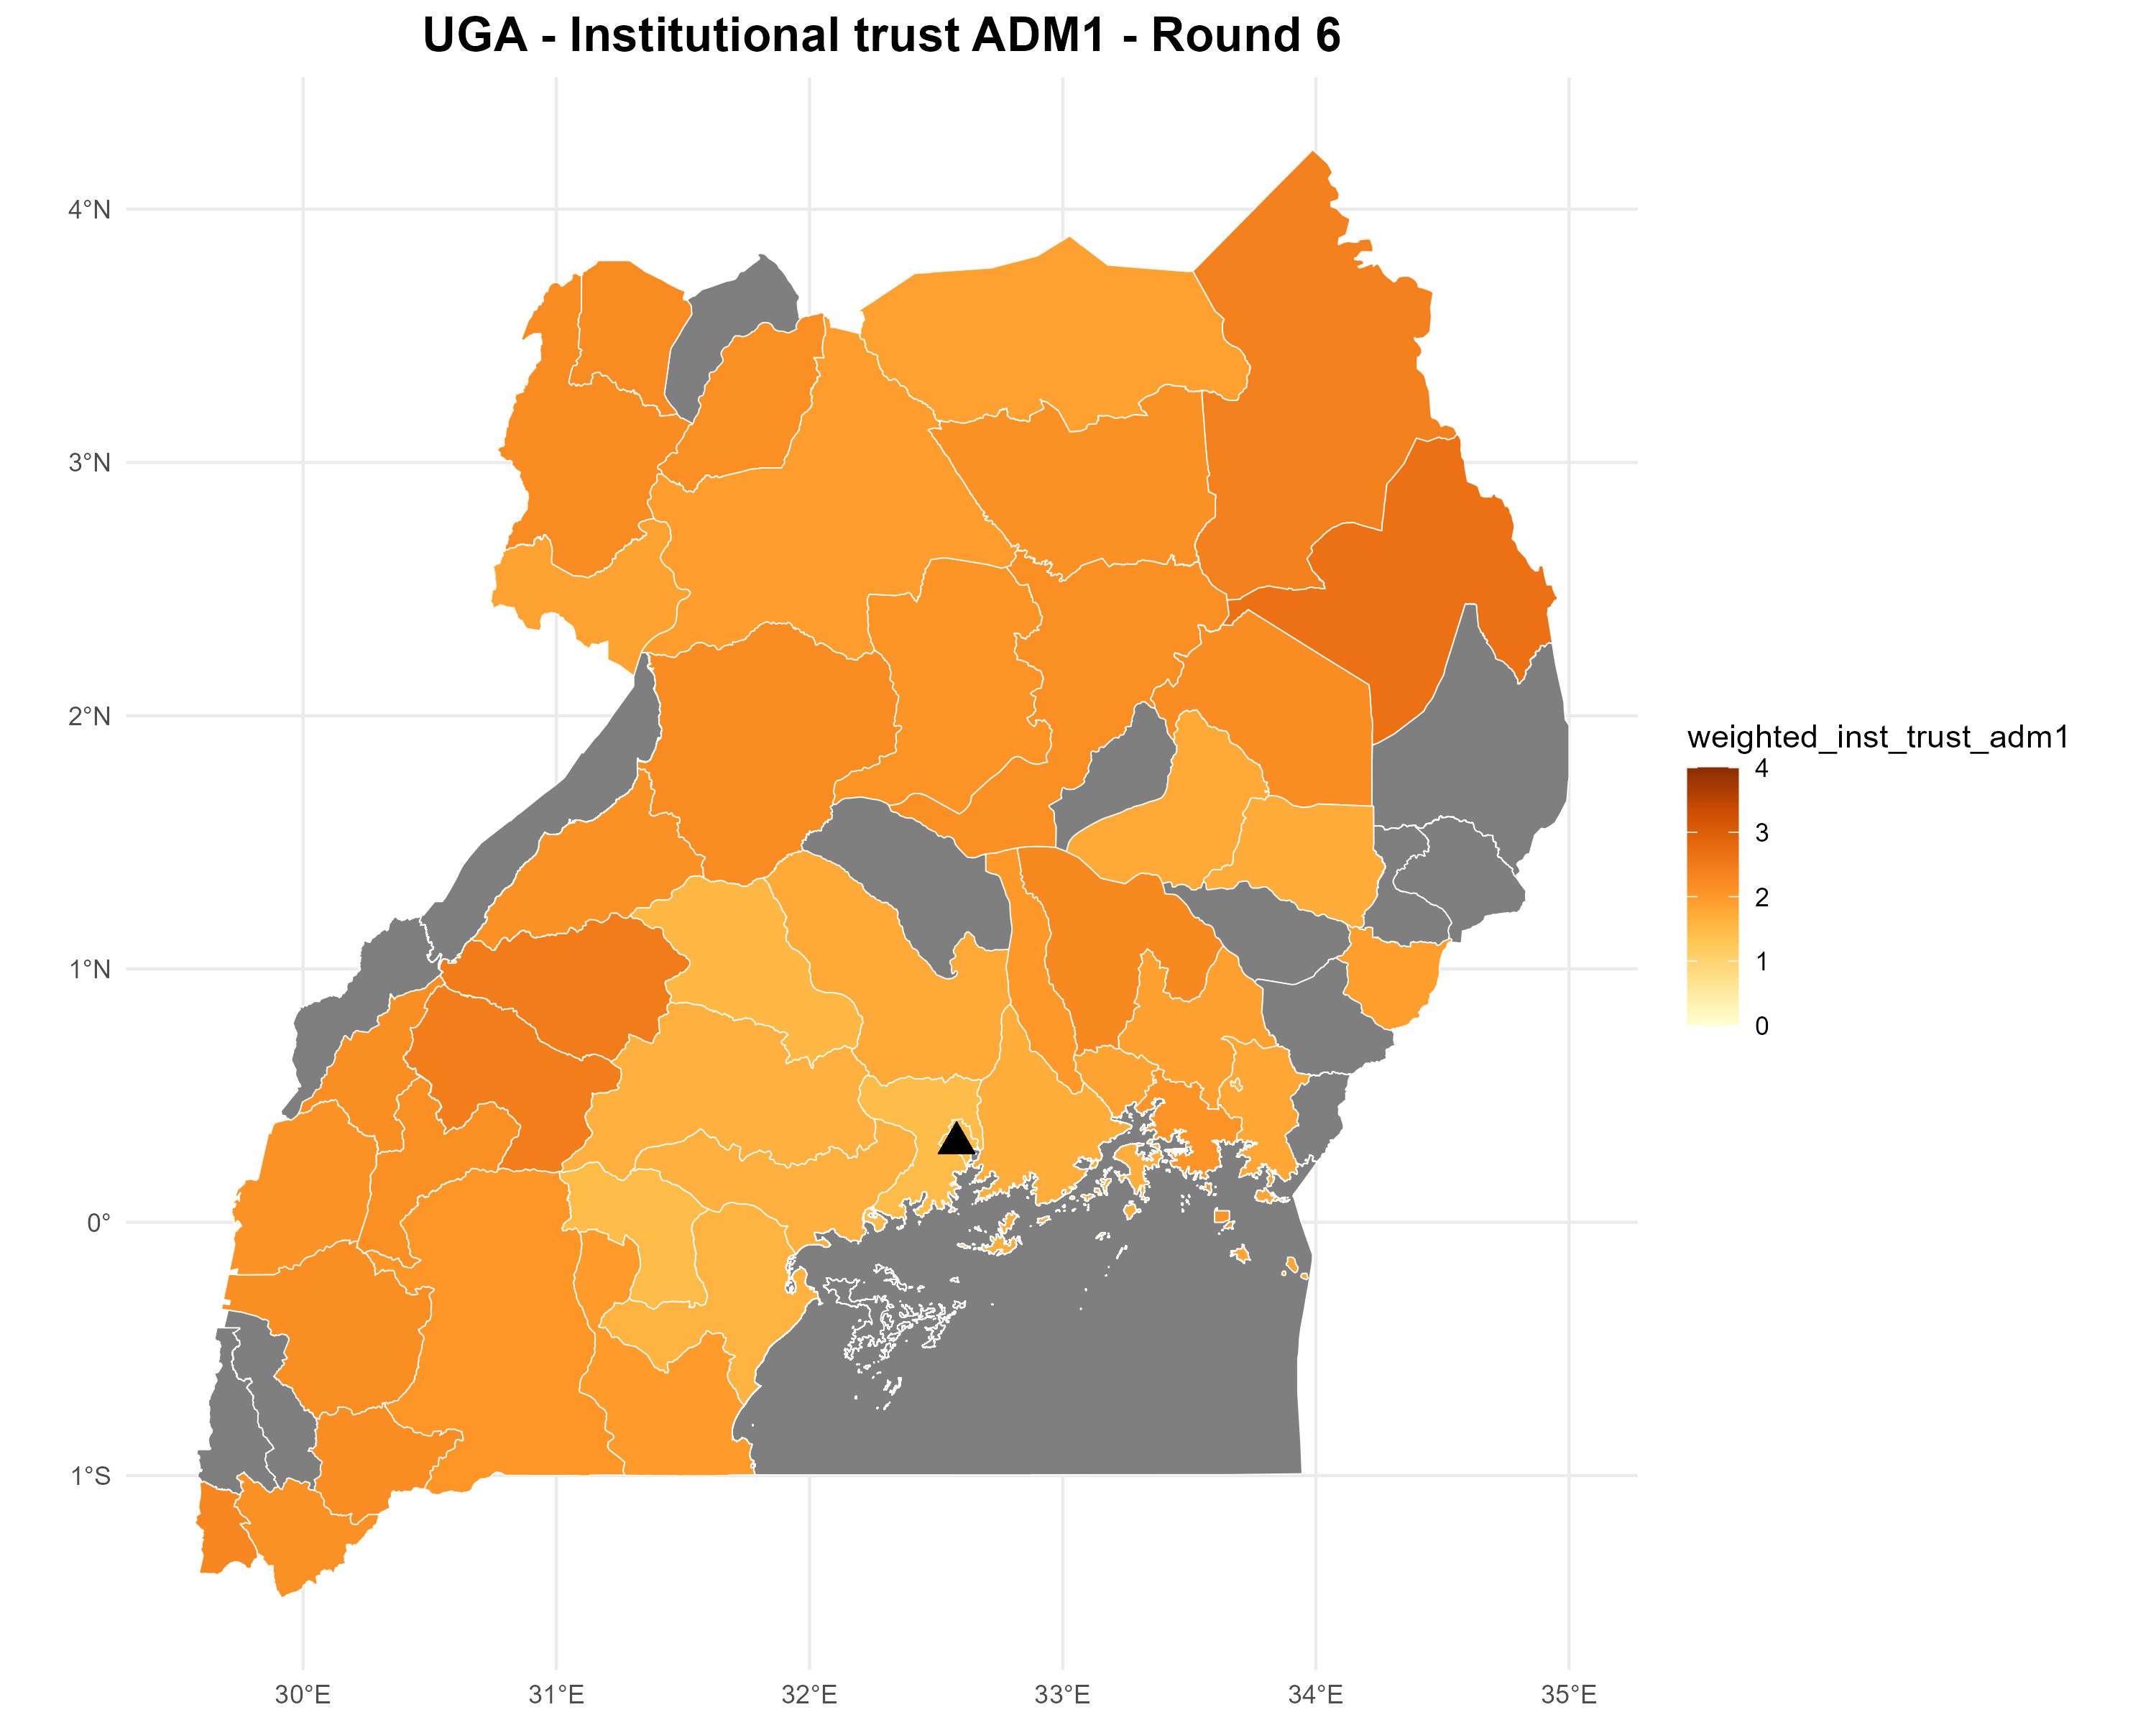 UGA - Institutional trust ADM1 - Round 6
4°N
3°N
2°N
1°N
0°
1°S
30°E
31°E
32°E
33°E
34°E
35°E
weighted_inst_trust_adm1
4
3
2
1
0